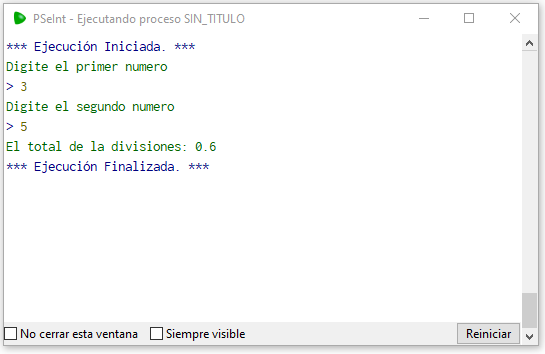 PSeInt - Ejecutando proceso SIN_TITULO
*** Ejecución Iniciada. ***
Digite el primer numero
> 3
Digite el segundo numero
> 5
El total de la divisiones: 0.6
*** Ejecución Finalizada. ***
No cerrar esta ventana Siempre visible Reiniciar